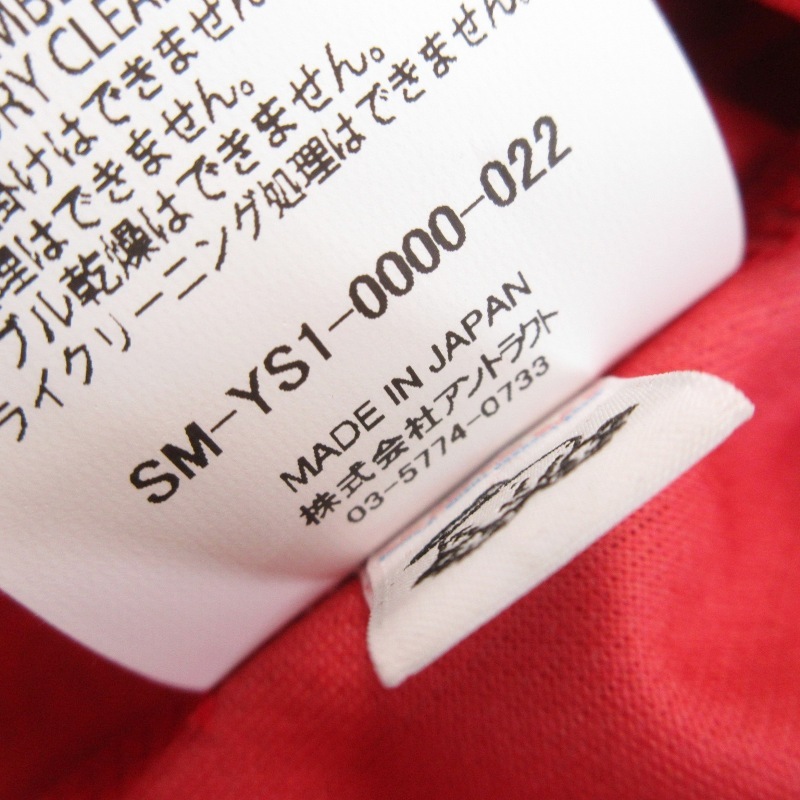 DRY CLEAN
掛けはできません。
理はできません。
ブル乾燥はできません。
ライクリーニング処理はできません。
SM-YS1-0000-022
MADE IN JAPAN
株式会社アントラクト
03-5774-0733